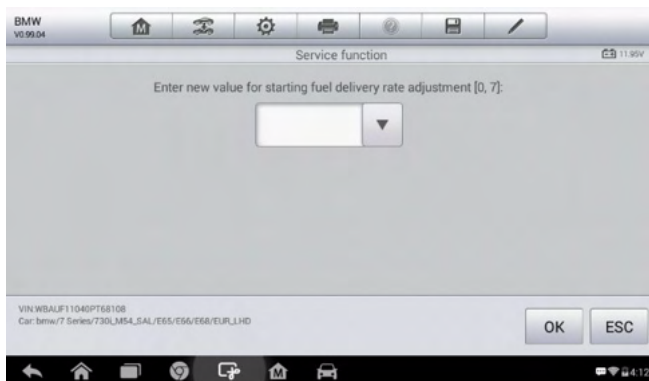 BMW
V0.99.04
Service function
11.95V
Enter new value for starting fuel delivery rate adjustment [0, 7]:
VIN:WBAUF11040PT68108
Car: bmw/7 Series/730i_M54_SAL/E65/E66/E68/EUR_LHD
OK ESC
4:12